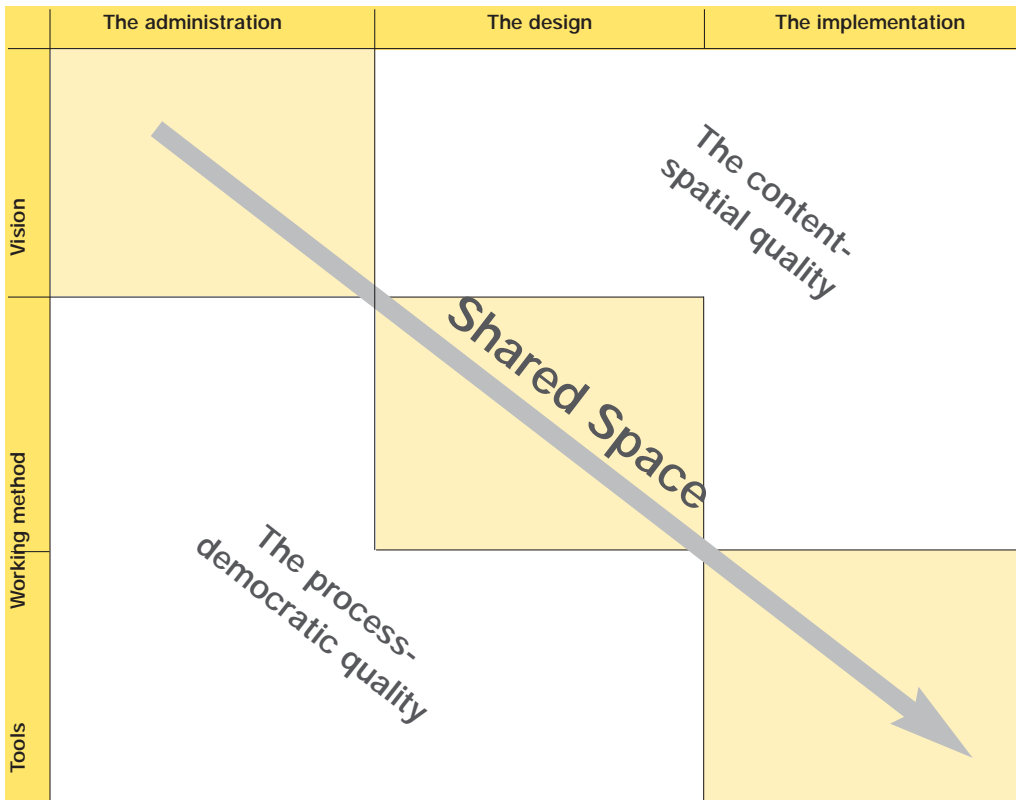 The administration
The design
The implementation
Vision
The content-
spatial quality
Shared Space
Working method
The process-
democratic quality
Tools